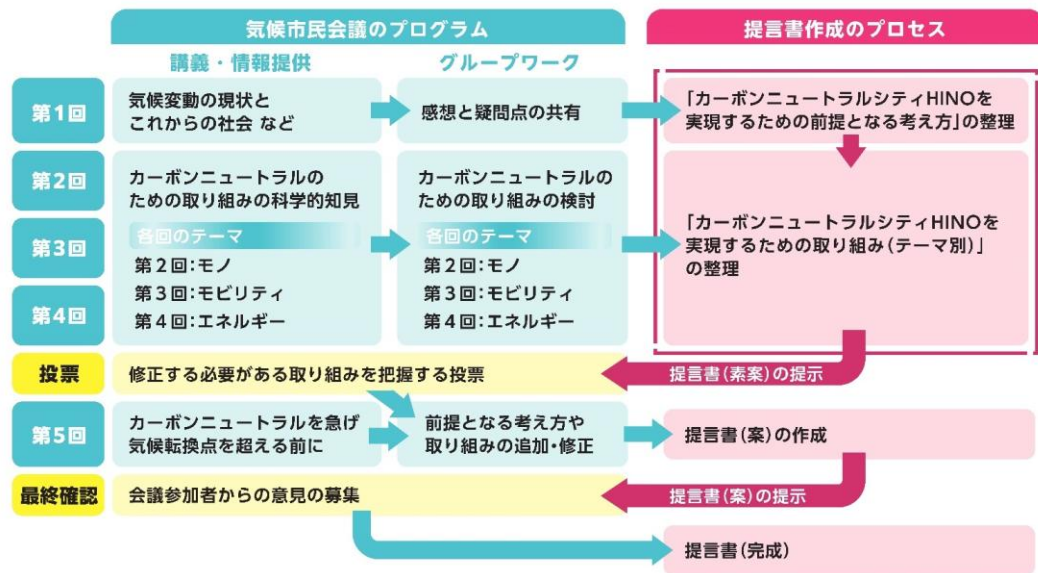 気候市民会議のプログラム
提言書作成のプロセス
講義・情報提供
グループワーク
第1回
気候変動の現状と
これからの社会 など
感想と疑問点の共有
「カーボンニュートラルシティHINOを
実現するための前提となる考え方」の整理
第2回
第3回
第4回
カーボンニュートラルの
ための取り組みの科学的知見
各回のテーマ
第2回:モノ
第3回:モビリティ
第4回:エネルギー
カーボンニュートラルの
ための取り組みの検討
各回のテーマ
第2回:モノ
第3回:モビリティ
第4回:エネルギー
「カーボンニュートラルシティHINOを
実現するための取り組み(テーマ別)」
の整理
投票
修正する必要がある取り組みを把握する投票
提言書(素案)の提示
第5回
カーボンニュートラルを急げ
気候転換点を超える前に
前提となる考え方や
取り組みの追加・修正
提言書(案)の作成
最終確認
会議参加者からの意見の募集
提言書(案)の提示
提言書(完成)